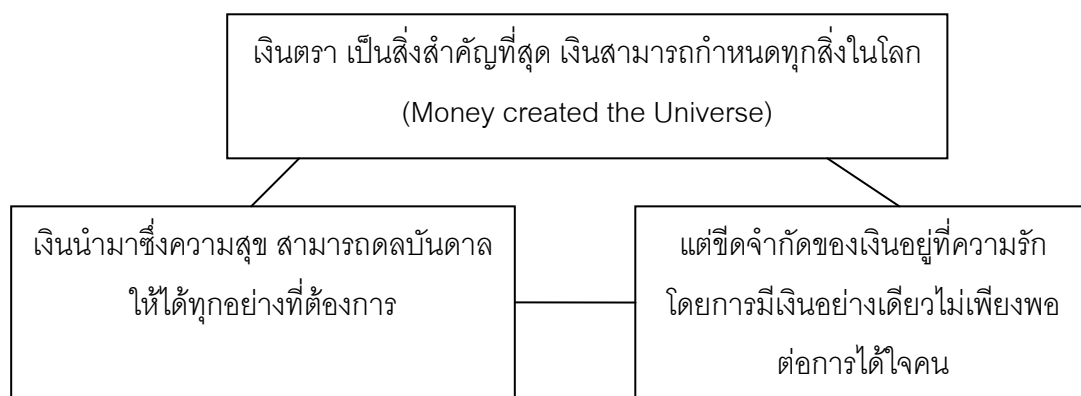 เงินตรา เป็นสิ่งสำคัญที่สุด เงินสามารถกำหนดทุกสิ่งในโลก
(Money created the Universe)
เงินนำมาซึ่งความสุข สามารถดลบันดาล
ให้ได้ทุกอย่างที่ต้องการ
แต่ขีดจำกัดของเงินอยู่ที่ความรัก
โดยการมีเงินอย่างเดียวไม่เพียงพอ
ต่อการได้ใจคน